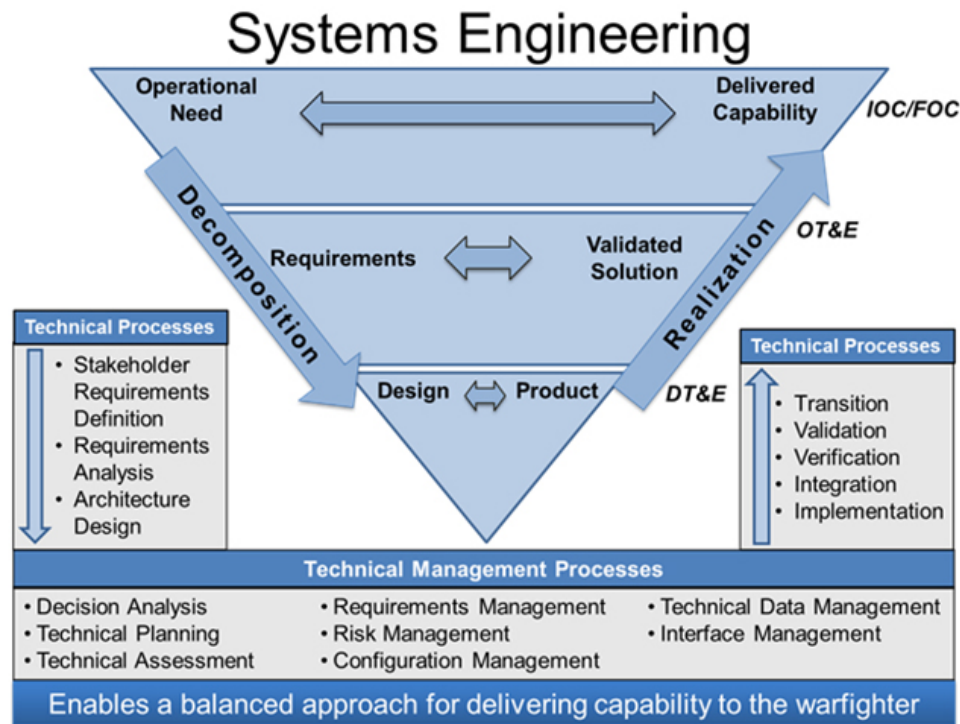 Systems Engineering
Operational
Need
Delivered
Capability
IOC/FOC
Decomposition
Realization
OT&E
Requirements
Validated
Solution
Design
Product
DT&E
Technical Processes
• Stakeholder
Requirements
Definition
• Requirements
Analysis
• Architecture
Design
Technical Processes
• Transition
• Validation
• Verification
• Integration
• Implementation
Technical Management Processes
• Decision Analysis
• Technical Planning
• Technical Assessment
• Requirements Management
• Risk Management
• Configuration Management
• Technical Data Management
• Interface Management
Enables a balanced approach for delivering capability to the warfighter